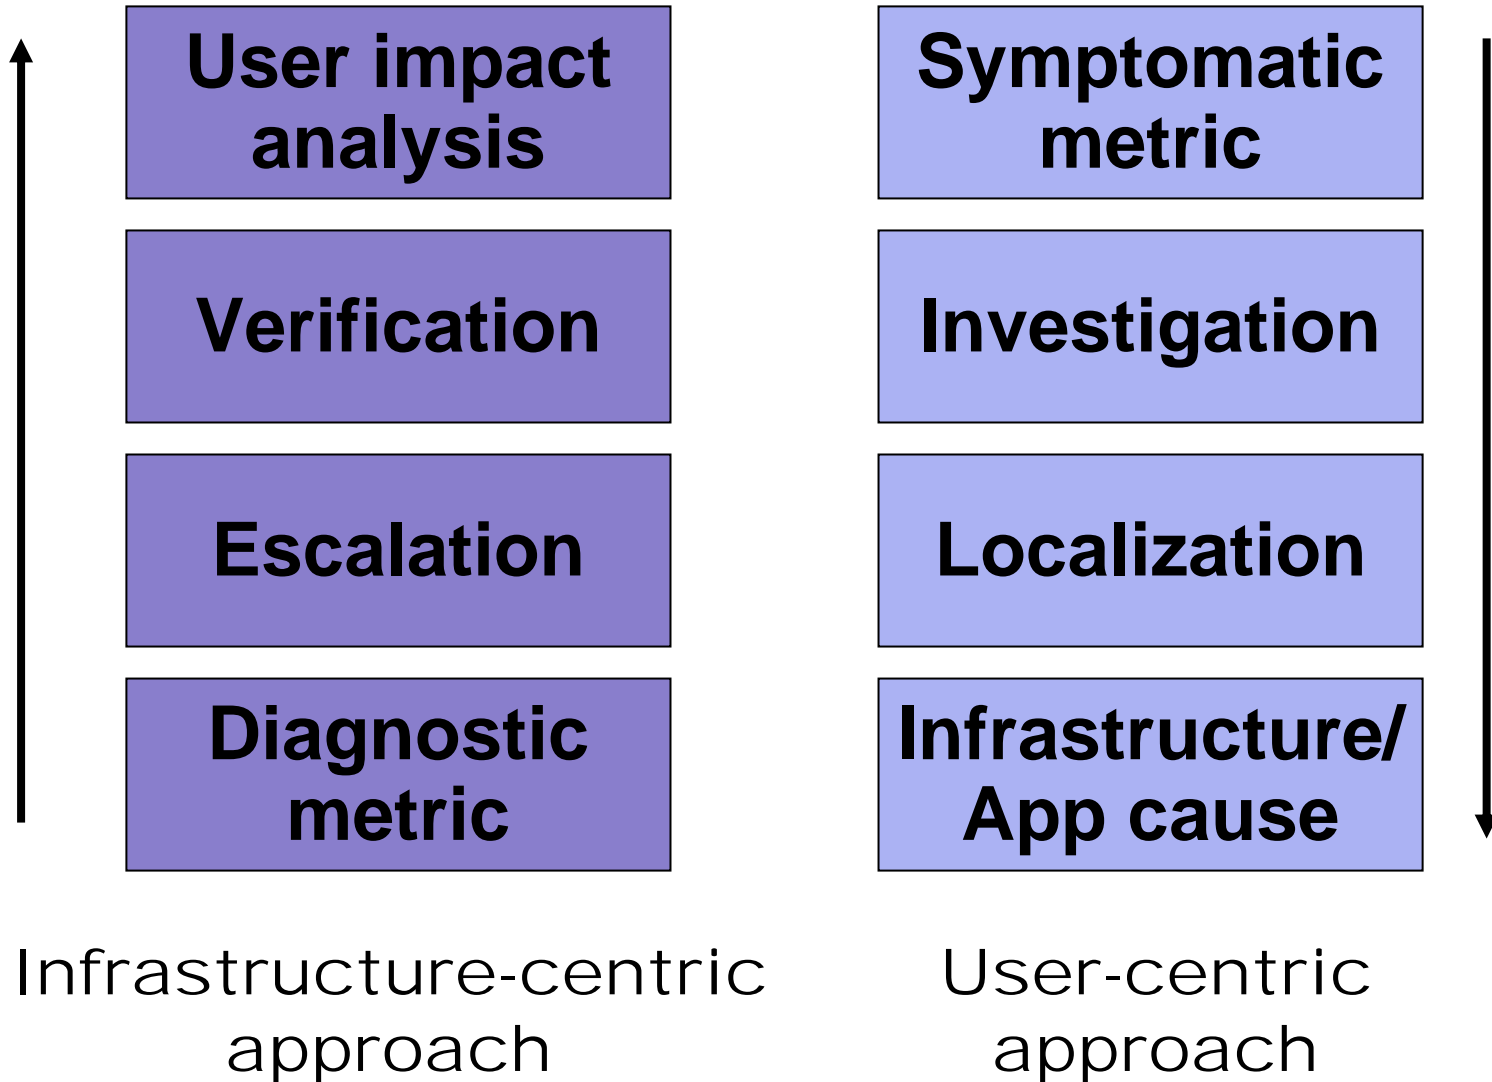 User impact
analysis
Verification
Escalation
Diagnostic
metric
Infrastructure-centric
approach
Symptomatic
metric
Investigation
Localization
Infrastructure/
App cause
User-centric
approach